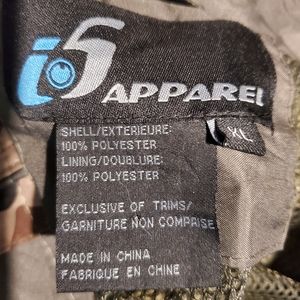 iS APPAREL
XL
SHELL/EXTERIEURE:
100% POLYESTER
LINING/DOUBLURE:
100% POLYESTER
EXCLUSIVE OF TRIMS/
GARNITURE NON COMPRISE
MADE IN CHINA
FABRIQUE EN CHINE